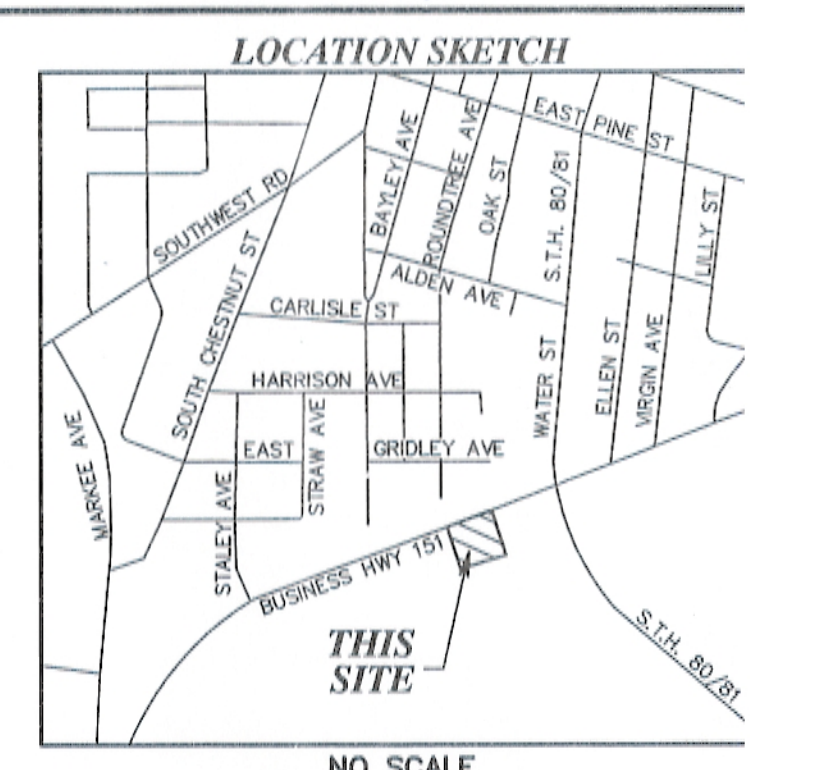 LOCATION SKETCH
EAST PINE ST
BAYLEY AVE
ROUNDTREE AVE
OAK ST
S.T.H. 80/81
LILLY ST
SOUTHWEST RD
SOUTH CHESTNUT ST
ALDEN AVE
CARLISLE ST
WATER ST
ELLEN ST
VIRGIN AVE
HARRISON AVE
MARKEE AVE
STRAW AVE
EAST GRIDLEY AVE
STALEY AVE
BUSINESS HWY 151
THIS
SITE
S.T.H. 80/81
NO SCALE